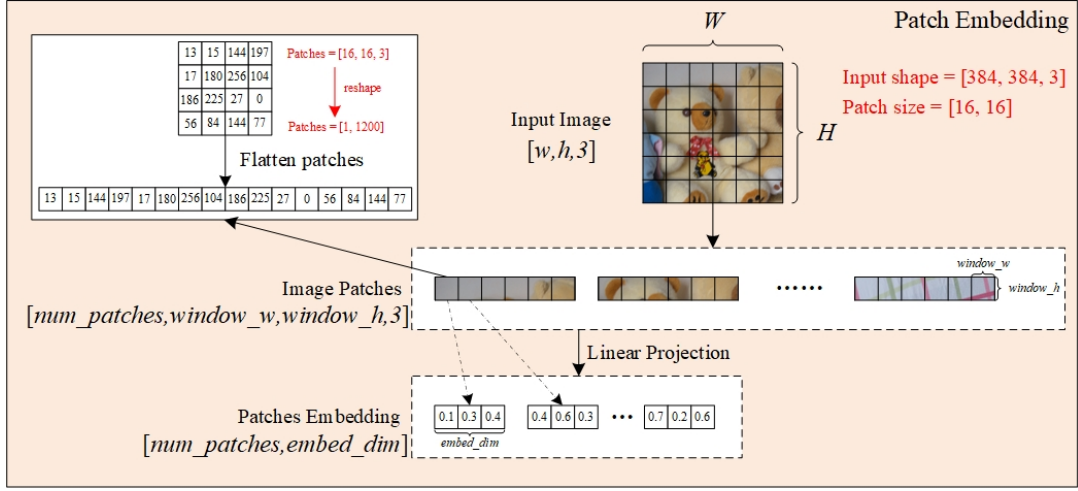 Patch Embedding
13 15 144 197
17 180 256 104
186 225 27 0
56 84 144 77
Patches = [16, 16, 3]
reshape
Patches = [1, 1200]
Flatten patches
13 15 144 197 17 180 256 104 186 225 27 0 56 84 144 77
W
H
Input Image
[w,h,3]
Input shape = [384, 384, 3]
Patch size = [16, 16]
Image Patches
[num_patches,window_w,window_h,3]
......
window_w
window_h
Linear Projection
Patches Embedding
[num_patches,embed_dim]
0.1 0.3 0.4 0.4 0.6 0.3 ... 0.7 0.2 0.6
embed_dim